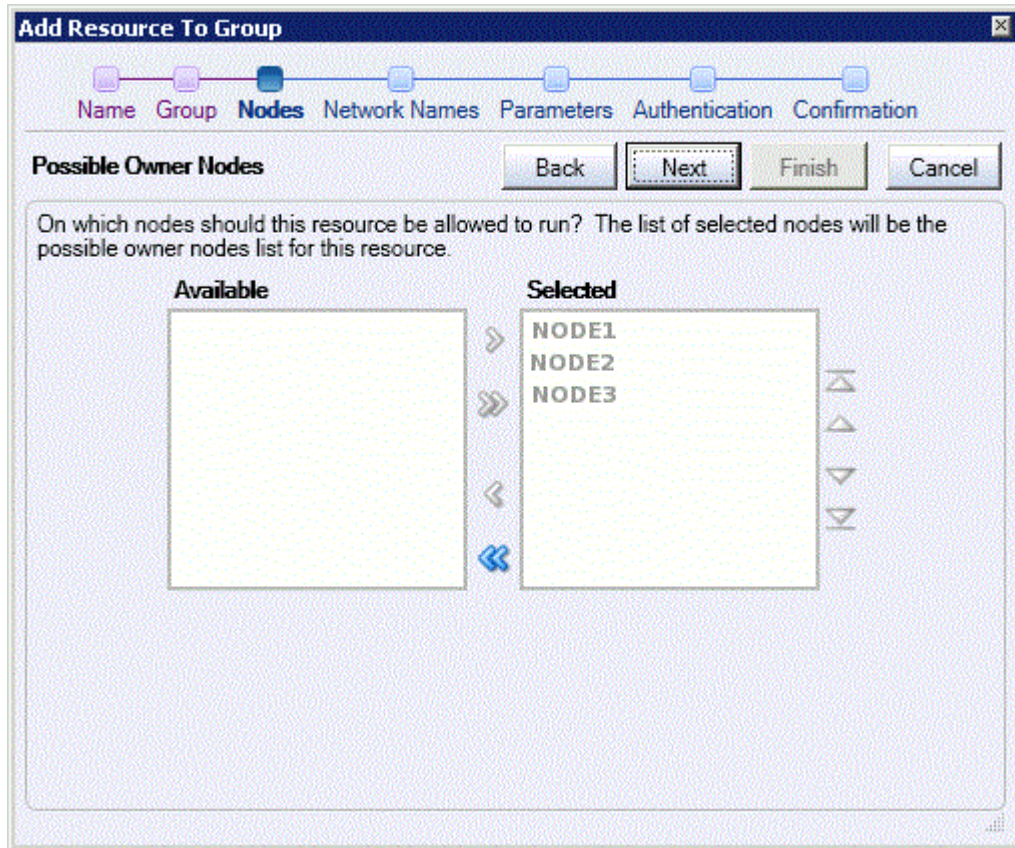 Add Resource To Group
Name Group Nodes Network Names Parameters Authentication Confirmation
Possible Owner Nodes Back Next Finish Cancel
On which nodes should this resource be allowed to run? The list of selected nodes will be the
possible owner nodes list for this resource.
Available Selected
NODE1
NODE2
NODE3